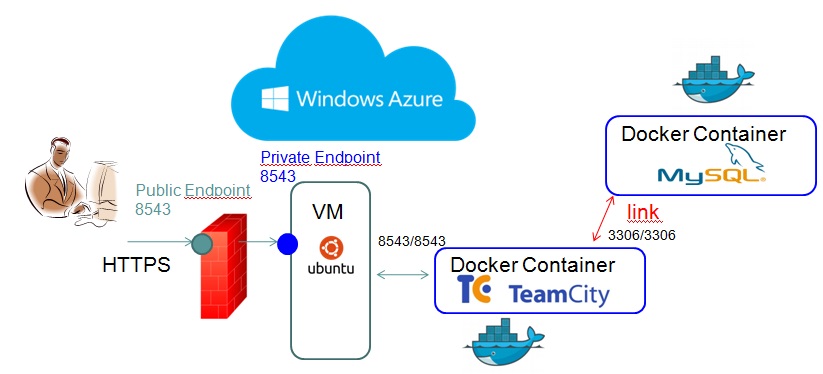 Windows Azure
Private Endpoint
8543
Public Endpoint
8543
HTTPS
VM
ubuntu
8543/8543
Docker Container
TC TeamCity
Docker Container
MySQL®
link
3306/3306